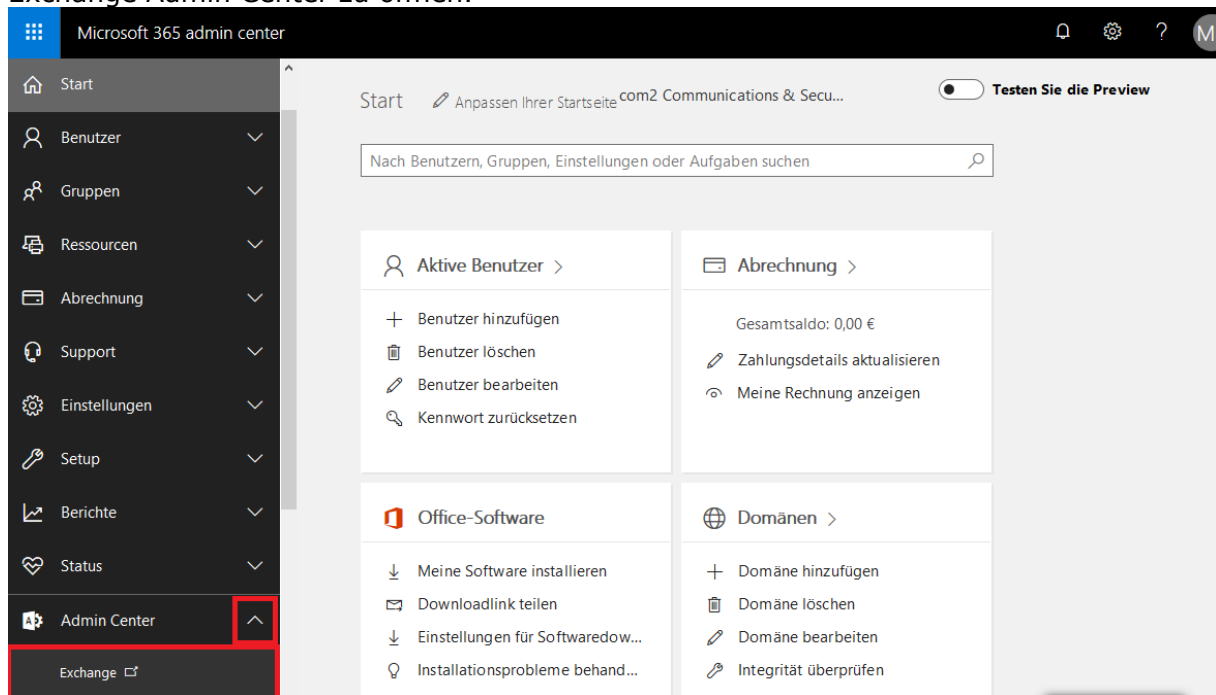 Exchange Admin Center zu öffnen.
Microsoft 365 admin center
?
M
Start
Benutzer
Gruppen
Ressourcen
Abrechnung
Support
Einstellungen
Setup
Berichte
Status
Admin Center
Exchange
Start
Anpassen Ihrer Startseite
com2 Communications & Secu...
Testen Sie die Preview
Nach Benutzern, Gruppen, Einstellungen oder Aufgaben suchen
Aktive Benutzer >
Benutzer hinzufügen
Benutzer löschen
Benutzer bearbeiten
Kennwort zurücksetzen
Abrechnung >
Gesamtsaldo: 0,00 €
Zahlungsdetails aktualisieren
Meine Rechnung anzeigen
Office-Software
Meine Software installieren
Downloadlink teilen
Einstellungen für Softwaredow...
Installationsprobleme behand...
Domänen >
Domäne hinzufügen
Domäne löschen
Domäne bearbeiten
Integrität überprüfen